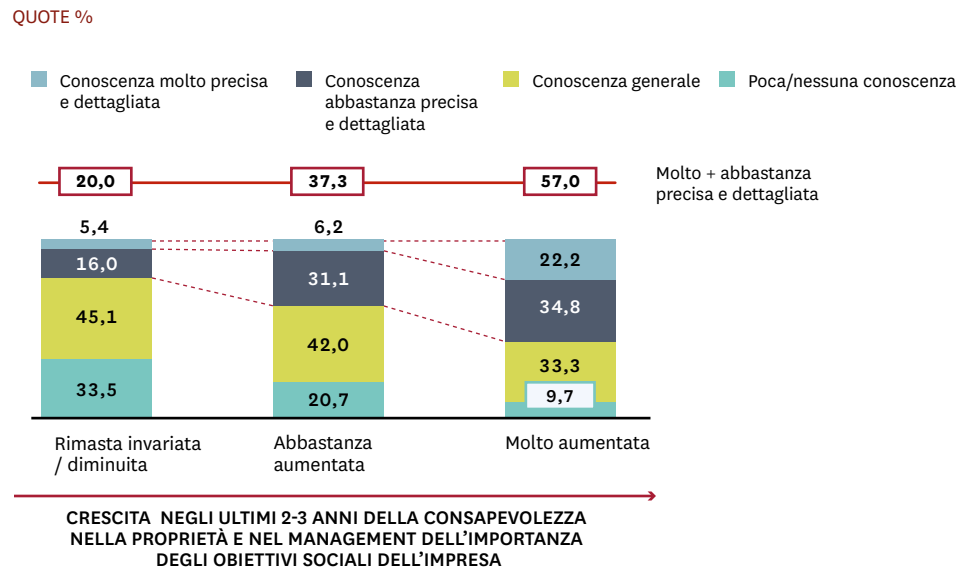 QUOTE %
Conoscenza molto precisa
e dettagliata
Conoscenza
abbastanza precisa
e dettagliata
Conoscenza generale
Poca/nessuna conoscenza
20,0
37,3
57,0
Molto + abbastanza
precisa e dettagliata
5,4
6,2
16,0
31,1
22,2
34,8
45,1
42,0
33,3
33,5
20,7
9,7
Rimasta invariata
/ diminuita
Abbastanza
aumentata
Molto aumentata
CRESCITA NEGLI ULTIMI 2-3 ANNI DELLA CONSAPEVOLEZZA
NELLA PROPRIETÀ E NEL MANAGEMENT DELL'IMPORTANZA
DEGLI OBIETTIVI SOCIALI DELL'IMPRESA